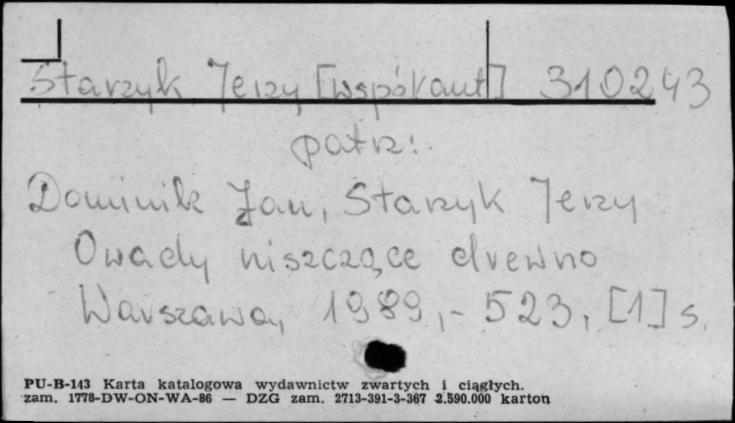 Starzyk Jerzy [współaut] 310243
patrz:
Dominik Jan, Starzyk Jerzy
Owady niszczące drewno
Warszawa, 1989,- 523, [1] s.
PU-B-143 Karta katalogowa wydawnictw zwartych i ciągłych.
zam. 1778-DW-ON-WA-86 — DZG zam. 2713-391-3-367 2.590.000 karton